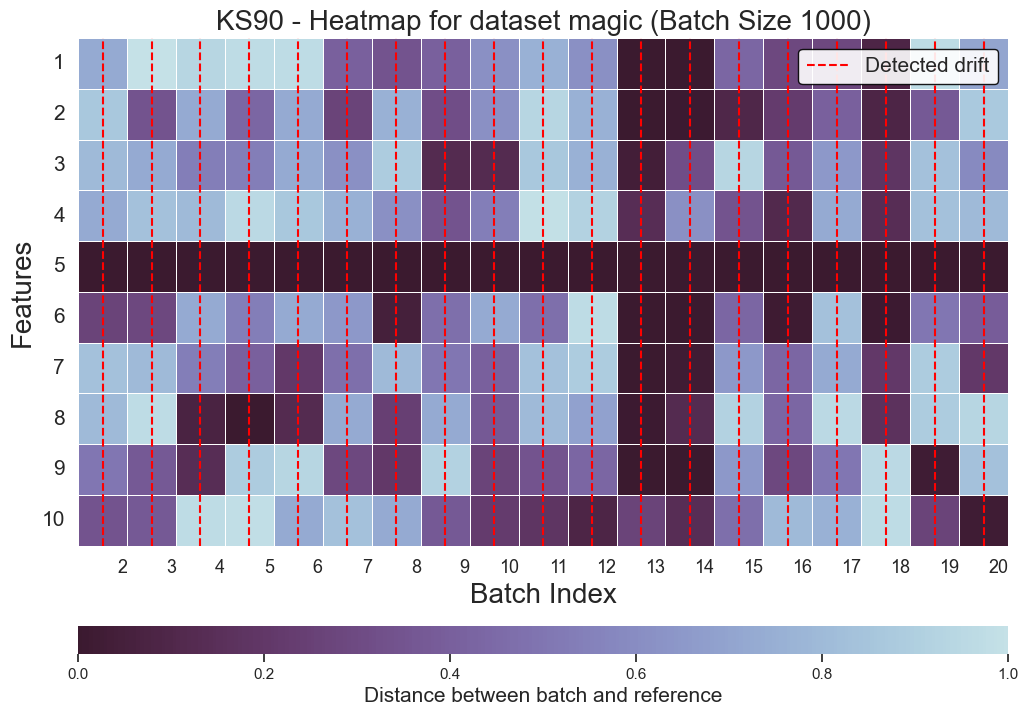 KS90 - Heatmap for dataset magic (Batch Size 1000)
Detected drift
1
2
3
4
5
6
7
8
9
10
Features
2 3 4 5 6 7 8 9 10 11 12 13 14 15 16 17 18 19 20
Batch Index
0.0 0.2 0.4 0.6 0.8 1.0
Distance between batch and reference